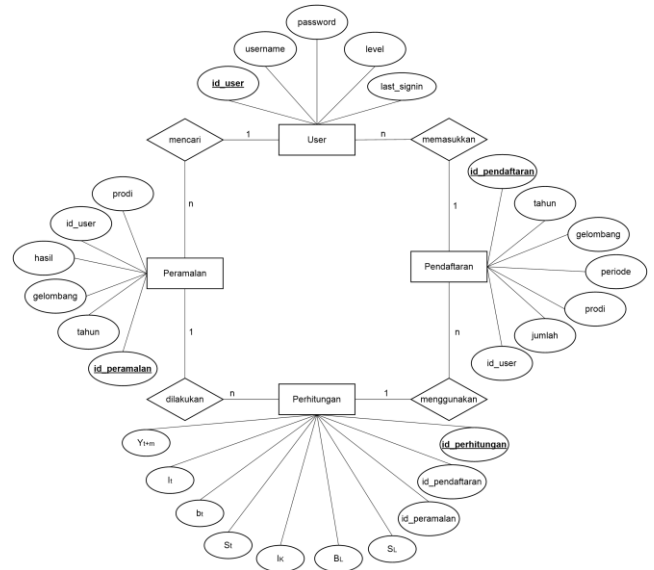 password
username
level
id_user
last_signin
mencari
1
User
n
memasukkan
id_pendaftaran
n
1
prodi
tahun
id_user
gelombang
hasil
Peramalan
Pendaftaran
periode
gelombang
prodi
tahun
1
n
jumlah
id_peramalan
id_user
dilakukan
n
Perhitungan
1
menggunakan
Yt+m
id_perhitungan
It
id_pendaftaran
bt
id_peramalan
St
IK
BL
SL